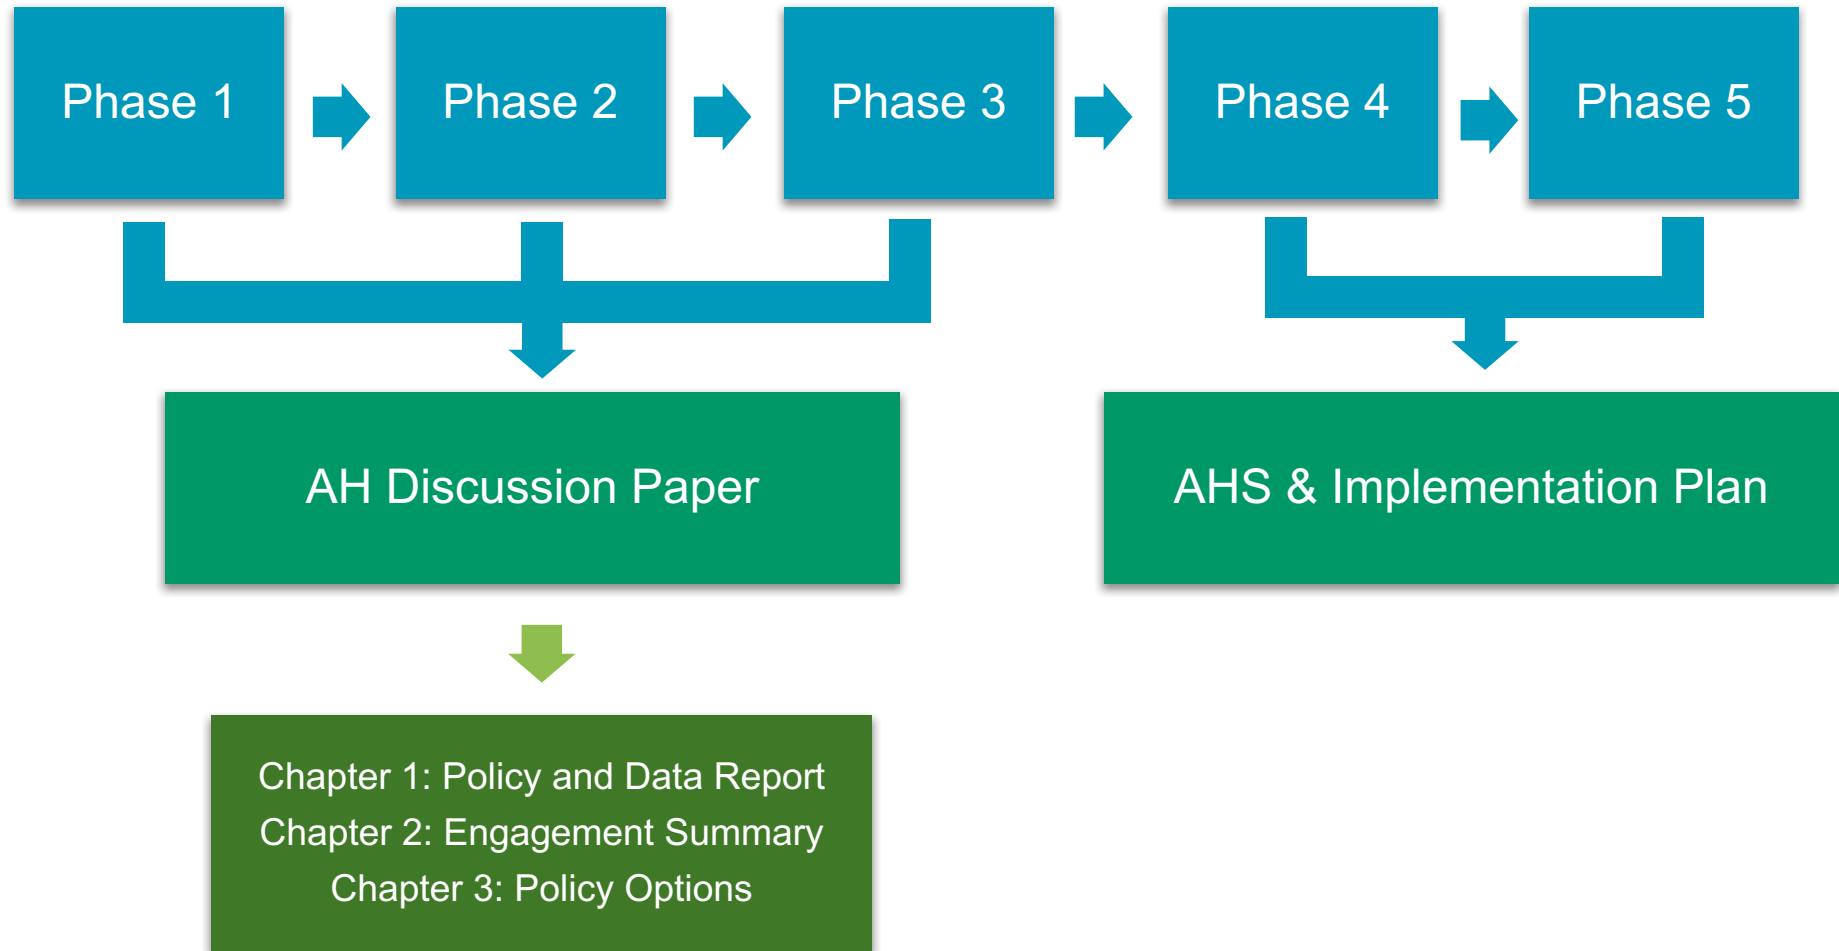 Phase 1
Phase 2
Phase 3
Phase 4
Phase 5
AH Discussion Paper
AHS & Implementation Plan
Chapter 1: Policy and Data Report
Chapter 2: Engagement Summary
Chapter 3: Policy Options